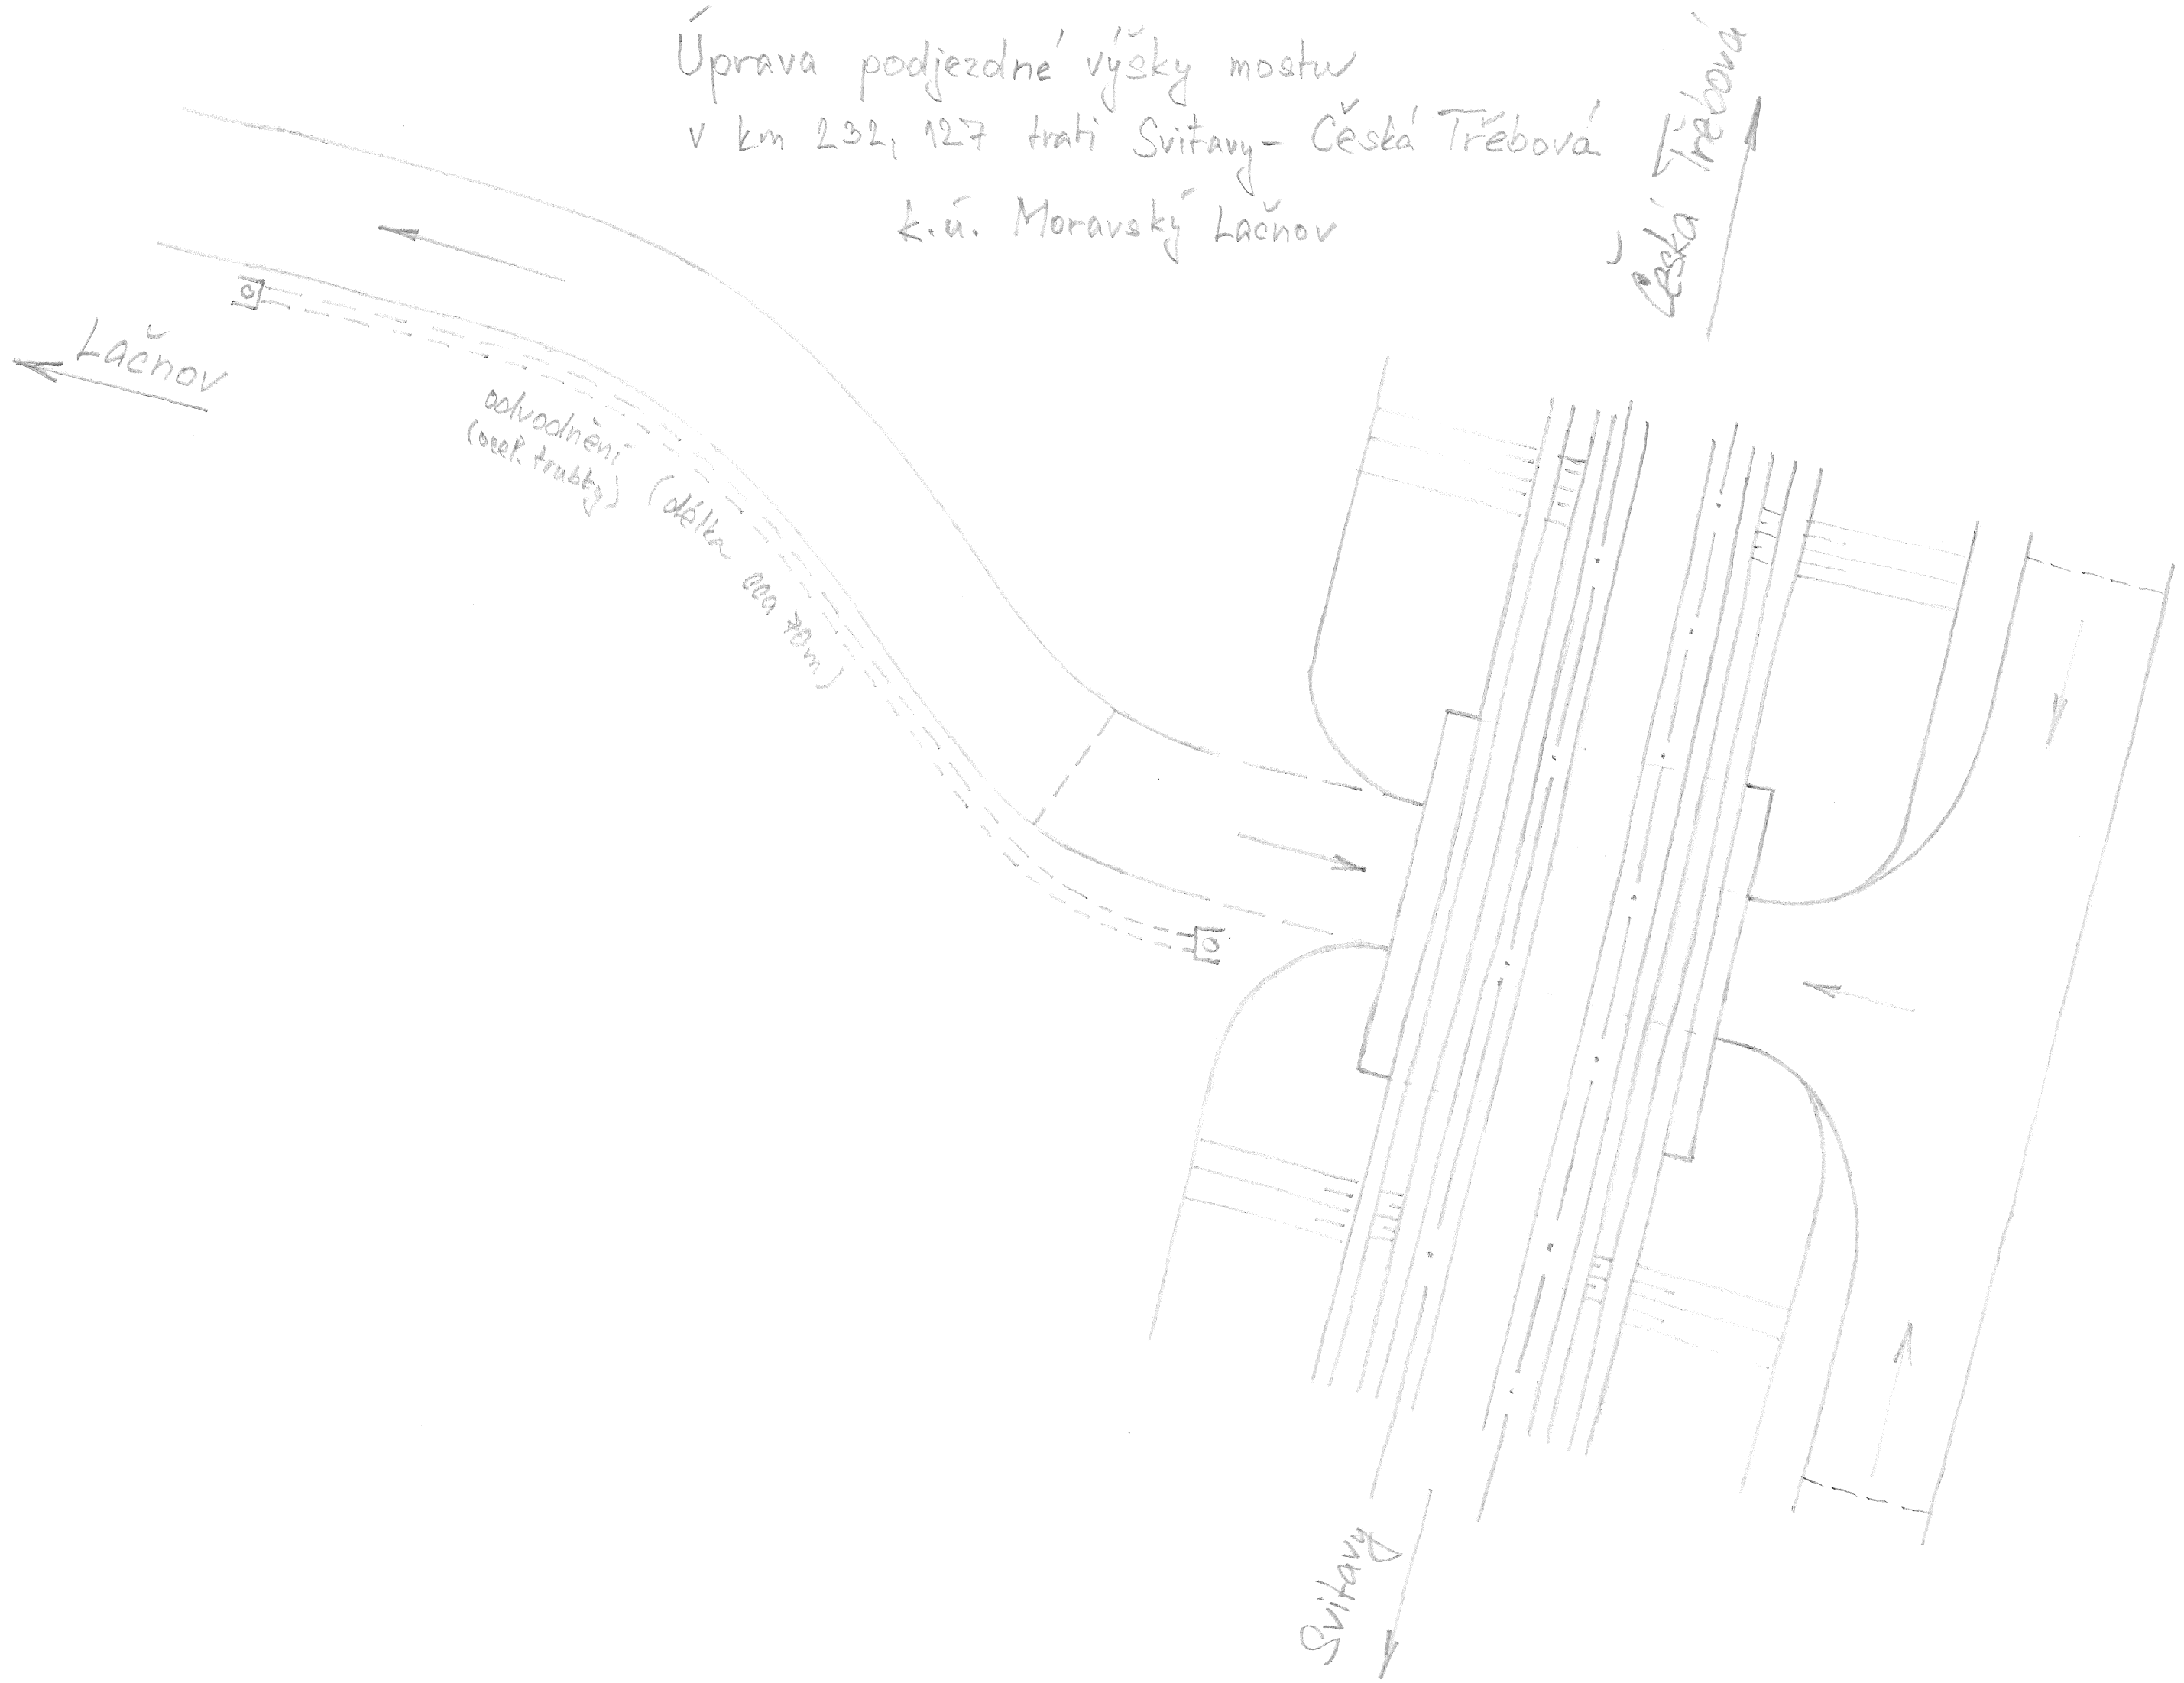 Úprava podjezdné výšky mostu
v km 232,127 trati Svitavy - Česká Třebová
k.ú. Moravský Lačnov
Česká Třebová
Lačnov
odvodnění
(ocel. trubky)
(délka cca 70m)
Svitavy